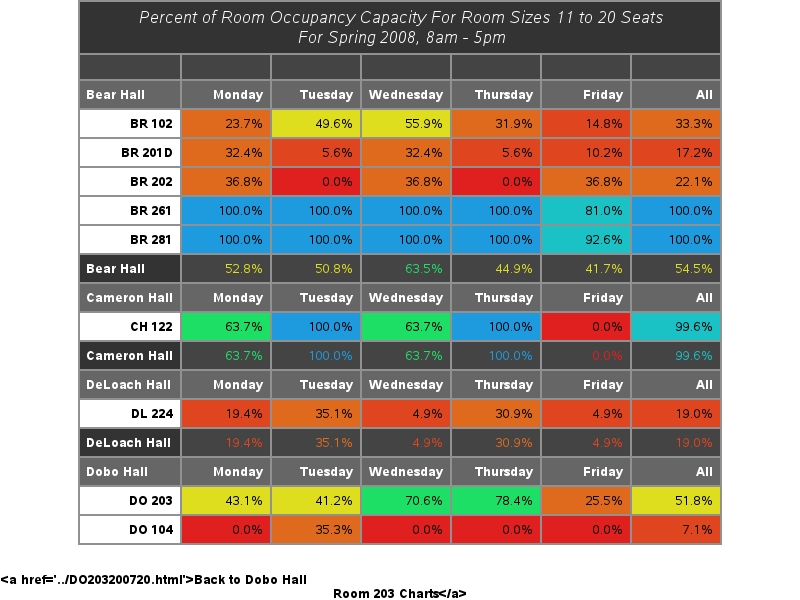 Percent of Room Occupancy Capacity For Room Sizes 11 to 20 Seats
For Spring 2008, 8am - 5pm
Bear Hall Monday Tuesday Wednesday Thursday Friday All
BR 102 23.7% 49.6% 55.9% 31.9% 14.8% 33.3%
BR 201D 32.4% 5.6% 32.4% 5.6% 10.2% 17.2%
BR 202 36.8% 0.0% 36.8% 0.0% 36.8% 22.1%
BR 261 100.0% 100.0% 100.0% 100.0% 81.0% 100.0%
BR 281 100.0% 100.0% 100.0% 100.0% 92.6% 100.0%
Bear Hall 52.8% 50.8% 63.5% 44.9% 41.7% 54.5%
Cameron Hall Monday Tuesday Wednesday Thursday Friday All
CH 122 63.7% 100.0% 63.7% 100.0% 0.0% 99.6%
Cameron Hall 63.7% 100.0% 63.7% 100.0% 0.0% 99.6%
DeLoach Hall Monday Tuesday Wednesday Thursday Friday All
DL 224 19.4% 35.1% 4.9% 30.9% 4.9% 19.0%
DeLoach Hall 19.4% 35.1% 4.9% 30.9% 4.9% 19.0%
Dobo Hall Monday Tuesday Wednesday Thursday Friday All
DO 203 43.1% 41.2% 70.6% 78.4% 25.5% 51.8%
DO 104 0.0% 35.3% 0.0% 0.0% 0.0% 7.1%
<a href='../DO203200720.html'>Back to Dobo Hall
Room 203 Charts</a>